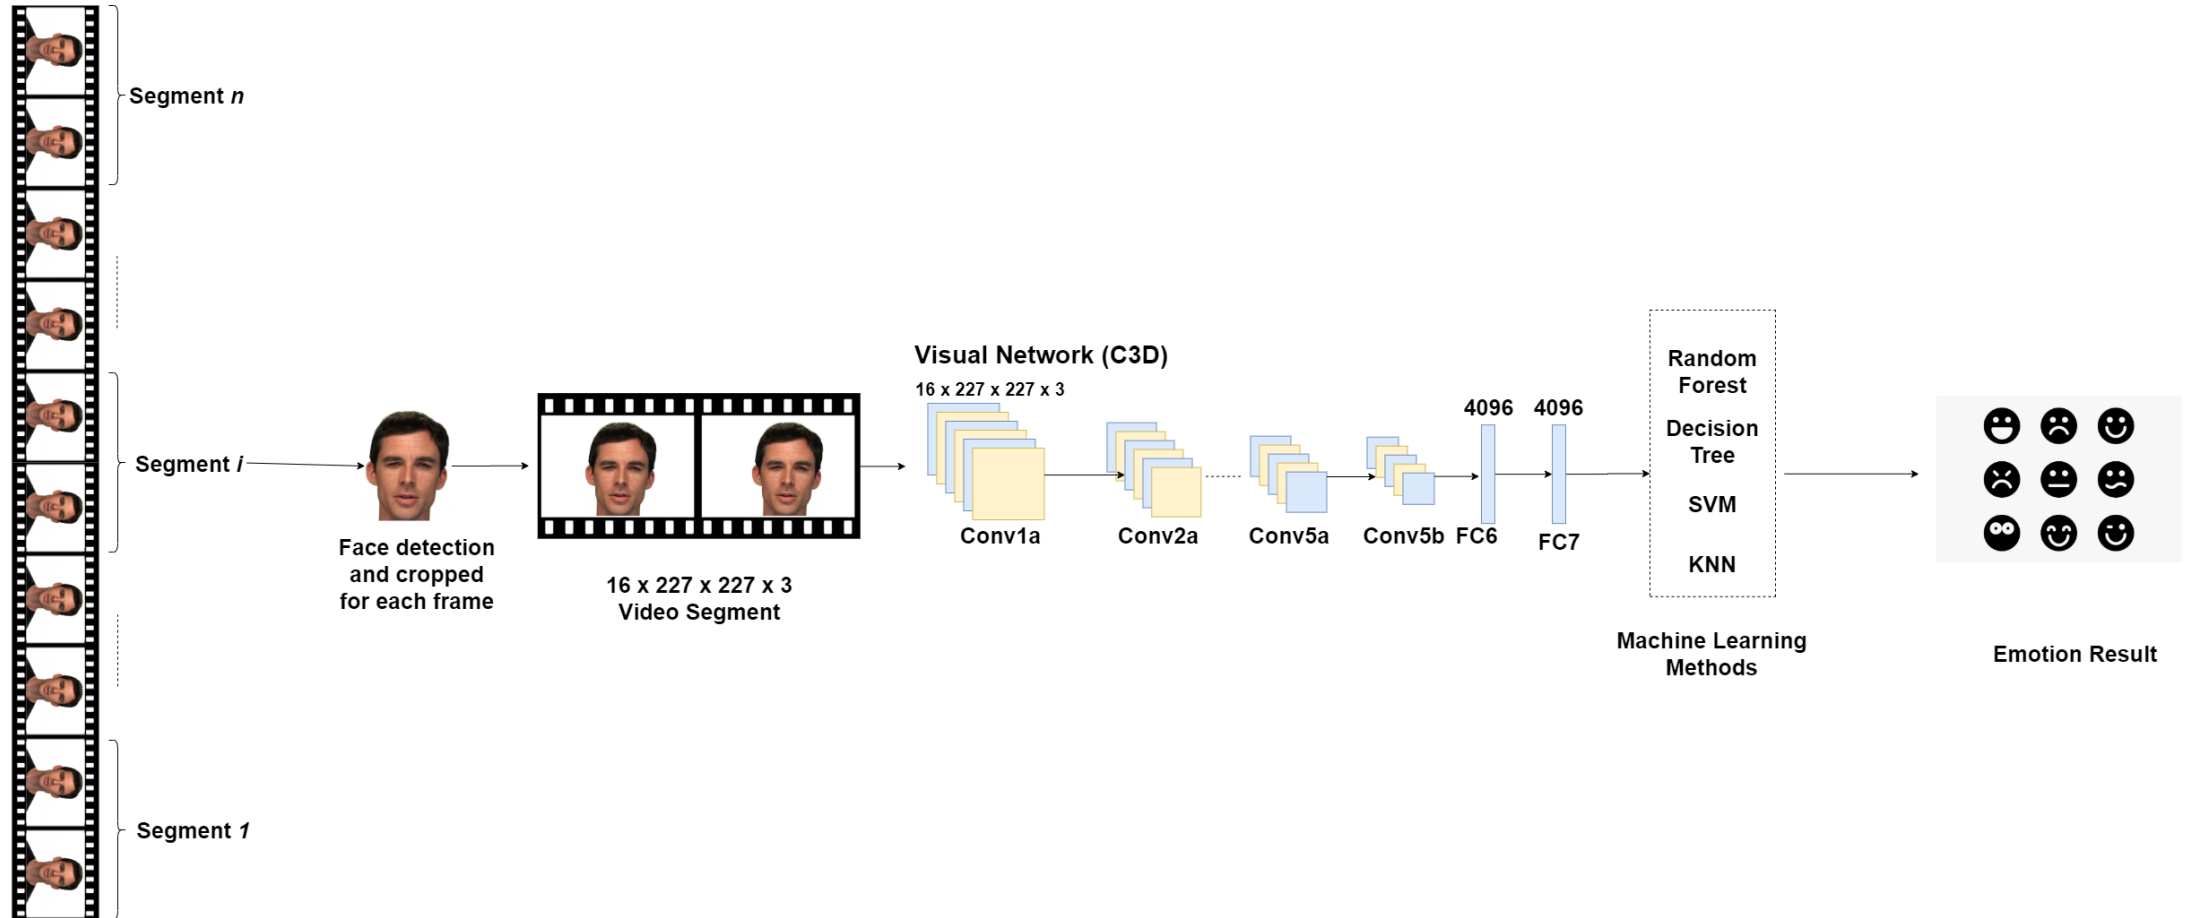 Segment n
Segment i
Segment 1
Face detection
and cropped
for each frame
16 x 227 x 227 x 3
Video Segment
Visual Network (C3D)
16 x 227 x 227 x 3
Conv1a
Conv2a
Conv5a
Conv5b
4096
FC6
4096
FC7
Random
Forest
Decision
Tree
SVM
KNN
Machine Learning
Methods
Emotion Result